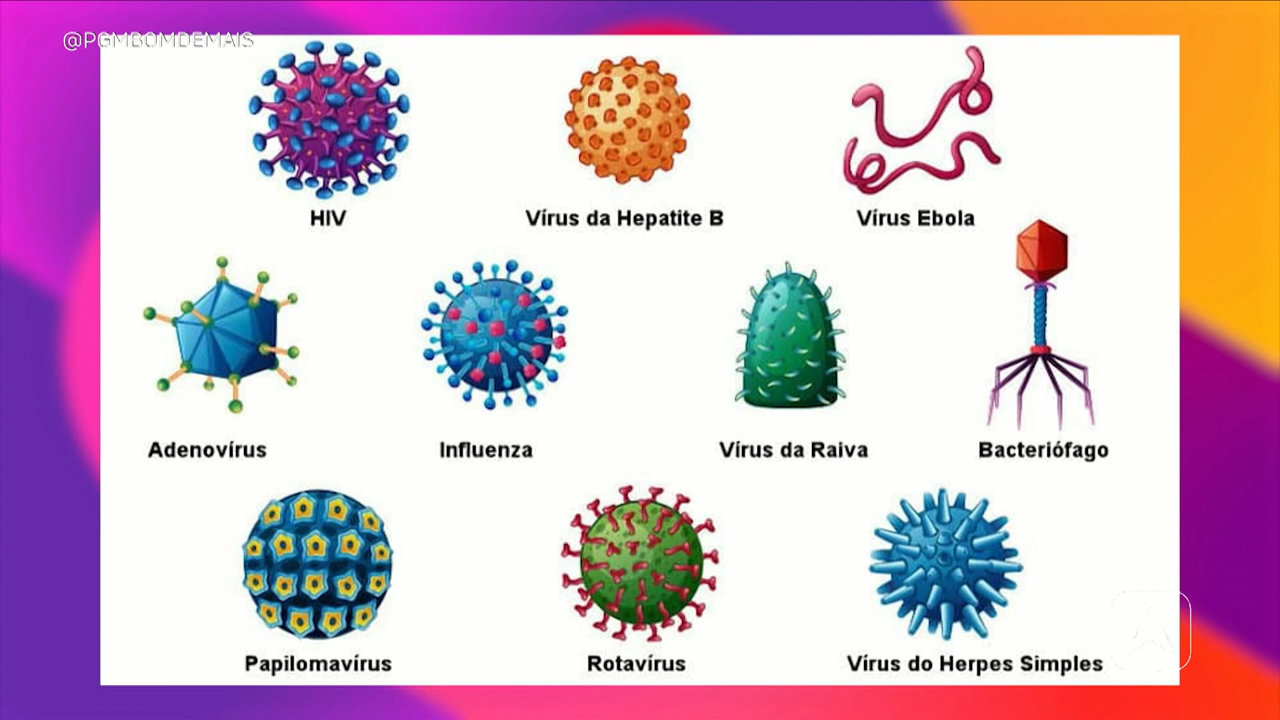 @PGMBOMDEMAIS
HIV
Vírus da Hepatite B
Vírus Ebola
Adenovírus
Influenza
Vírus da Raiva
Bacteriófago
Papilomavírus
Rotavírus
Vírus do Herpes Simples